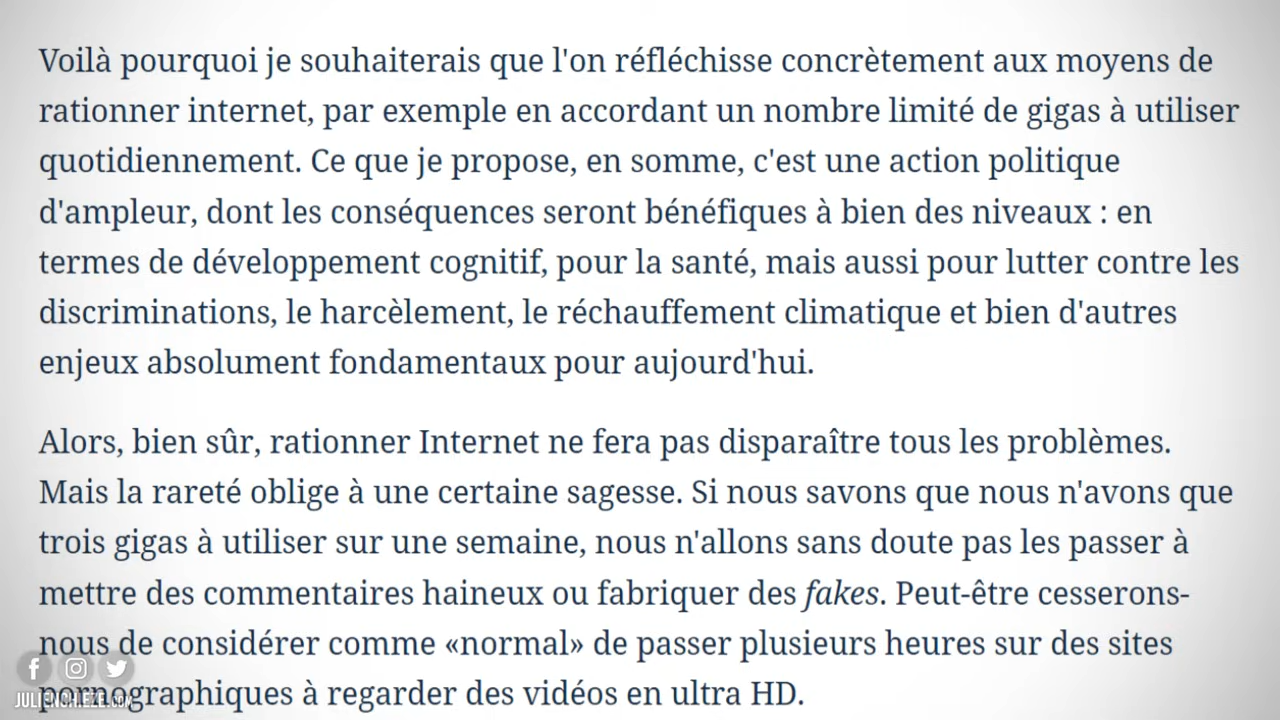 Voilà pourquoi je souhaiterais que l'on réfléchisse concrètement aux moyens de
rationner internet, par exemple en accordant un nombre limité de gigas à utiliser
quotidiennement. Ce que je propose, en somme, c'est une action politique
d'ampleur, dont les conséquences seront bénéfiques à bien des niveaux : en
termes de développement cognitif, pour la santé, mais aussi pour lutter contre les
discriminations, le harcèlement, le réchauffement climatique et bien d'autres
enjeux absolument fondamentaux pour aujourd'hui.
Alors, bien sûr, rationner Internet ne fera pas disparaître tous les problèmes.
Mais la rareté oblige à une certaine sagesse. Si nous savons que nous n'avons que
trois gigas à utiliser sur une semaine, nous n'allons sans doute pas les passer à
mettre des commentaires haineux ou fabriquer des fakes. Peut-être cesserons-
nous de considérer comme «normal» de passer plusieurs heures sur des sites
pornographiques à regarder des vidéos en ultra HD.
JULIENCHIEZE.COM